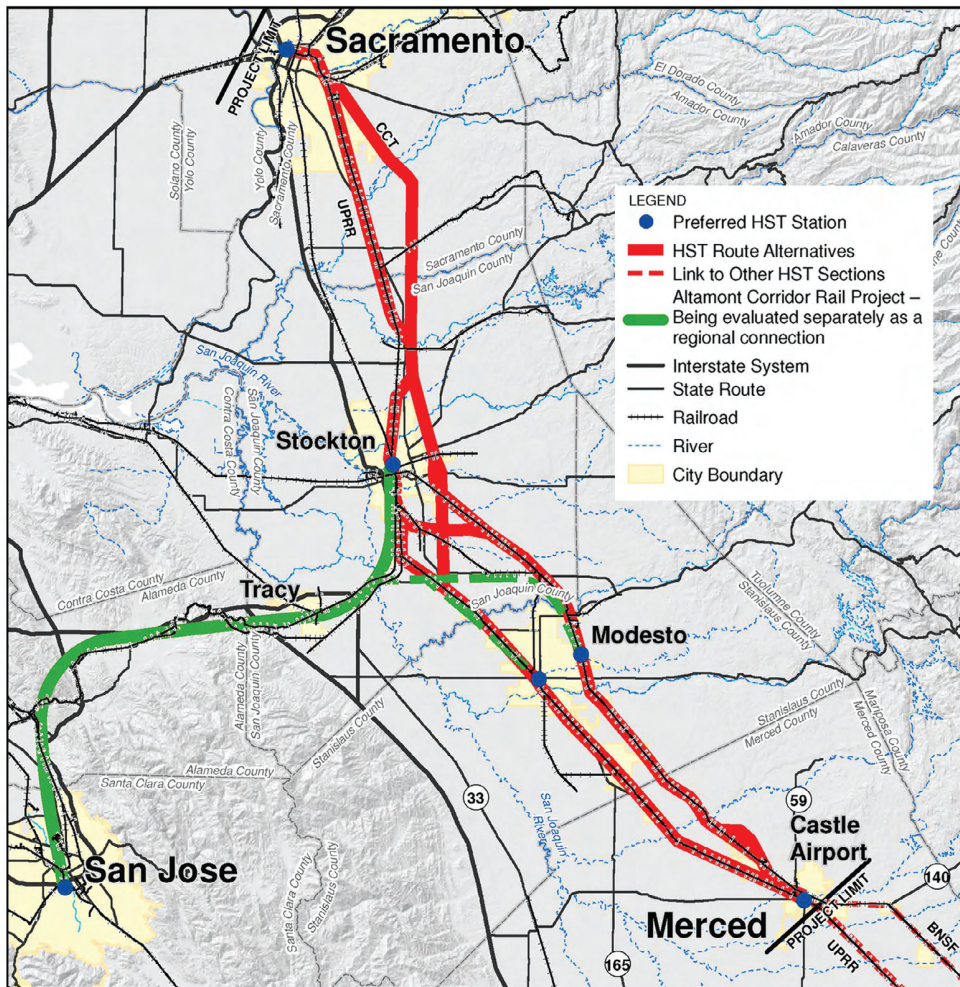 Sacramento
PROJECT LIMIT
CCT
UPRR
El Dorado County
Amador County
Amador County
Calaveras County
Solano County
Yolo County
Yolo County
Sacramento County
Sacramento County
San Joaquin County
LEGEND
Preferred HST Station
HST Route Alternatives
Link to Other HST Sections
Altamont Corridor Rail Project –
Being evaluated separately as a
regional connection
Interstate System
State Route
Railroad
River
City Boundary
San Joaquin River
Contra Costa County
San Joaquin County
Stockton
Contra Costa County
Alameda County
Tracy
San Joaquin County
Tuolumne County
Stanislaus County
Modesto
Alameda County
San Joaquin County
Stanislaus County
Stanislaus County
Merced County
Mariposa County
Merced County
Alameda County
Santa Clara County
33
San Joaquin
River
59
Castle
Airport
San Jose
Santa Clara County
Stanislaus County
Merced
PROJECT LIMIT
140
BNSF
UPRR
165